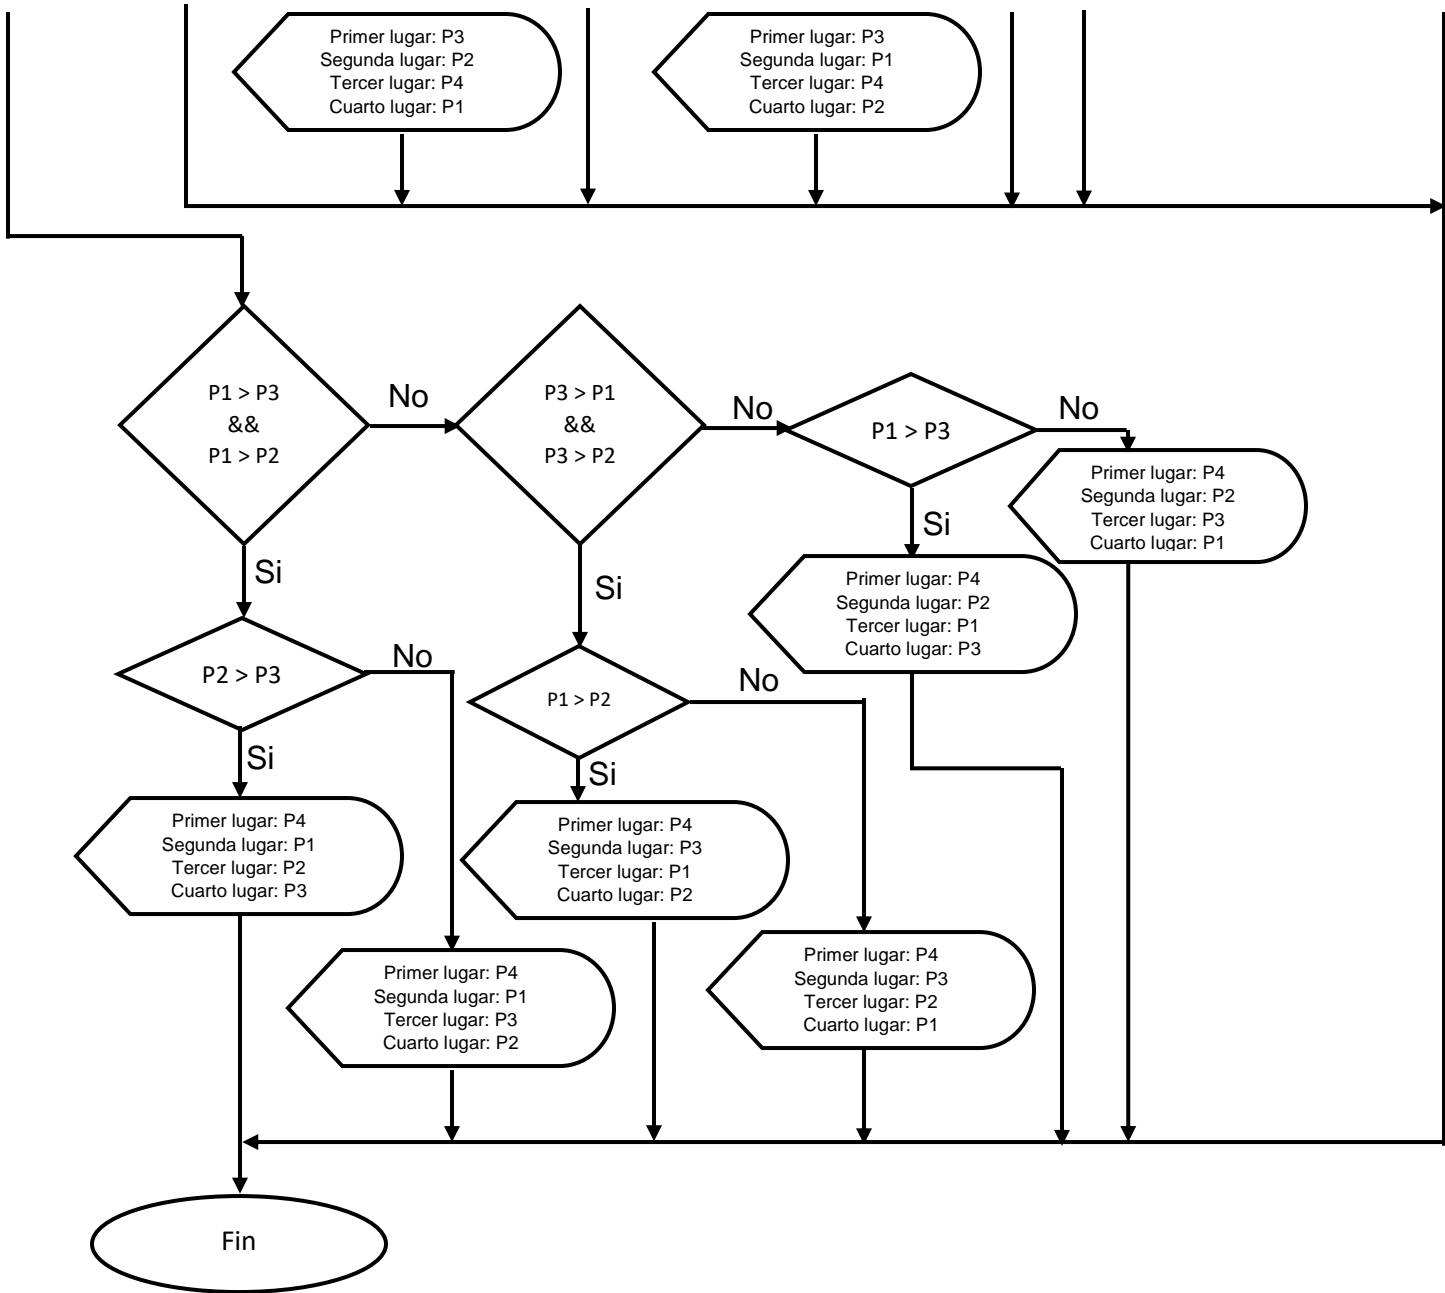 Primer lugar: P3
Segunda lugar: P2
Tercer lugar: P4
Cuarto lugar: P1
Primer lugar: P3
Segunda lugar: P1
Tercer lugar: P4
Cuarto lugar: P2
P1 > P3
&&
P1 > P2
No
P3 > P1
&&
P3 > P2
No
P1 > P3
No
Primer lugar: P4
Segunda lugar: P2
Tercer lugar: P3
Cuarto lugar: P1
Si
Primer lugar: P4
Segunda lugar: P2
Tercer lugar: P1
Cuarto lugar: P3
Si
Si
P2 > P3
No
P1 > P2
No
Si
Si
Primer lugar: P4
Segunda lugar: P1
Tercer lugar: P2
Cuarto lugar: P3
Primer lugar: P4
Segunda lugar: P3
Tercer lugar: P1
Cuarto lugar: P2
Primer lugar: P4
Segunda lugar: P1
Tercer lugar: P3
Cuarto lugar: P2
Primer lugar: P4
Segunda lugar: P3
Tercer lugar: P2
Cuarto lugar: P1
Fin